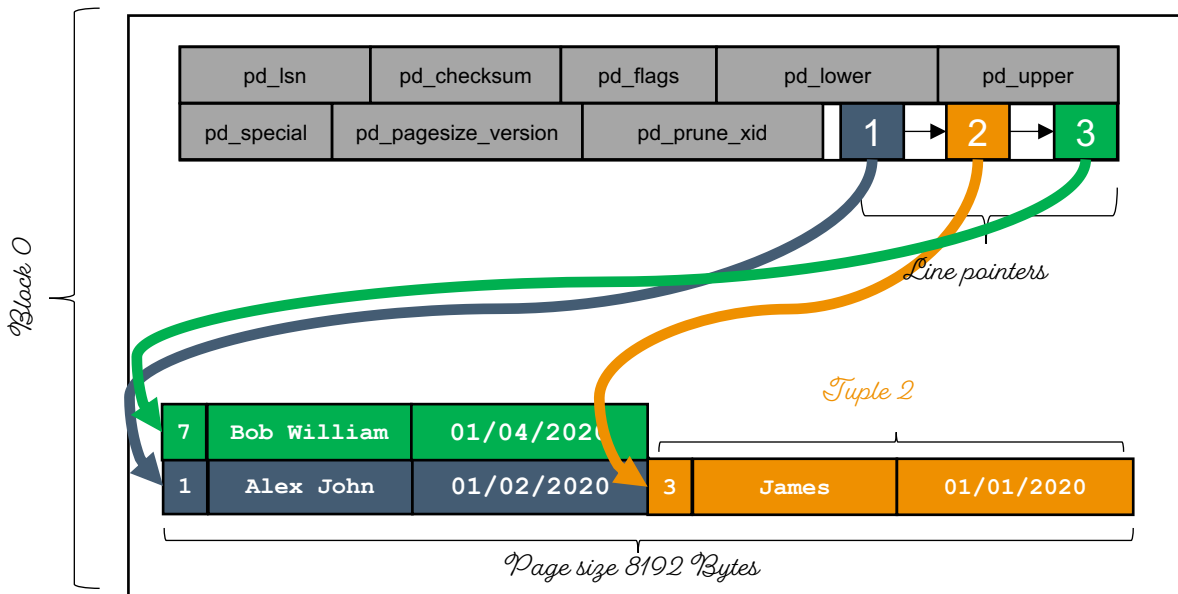 pd_lsn pd_checksum pd_flags pd_lower pd_upper
pd_special pd_pagesize_version pd_prune_xid 1 2 3
Line pointers
Block 0
Tuple 2
7 Bob William 01/04/2020
1 Alex John 01/02/2020 3 James 01/01/2020
Page size 8192 Bytes